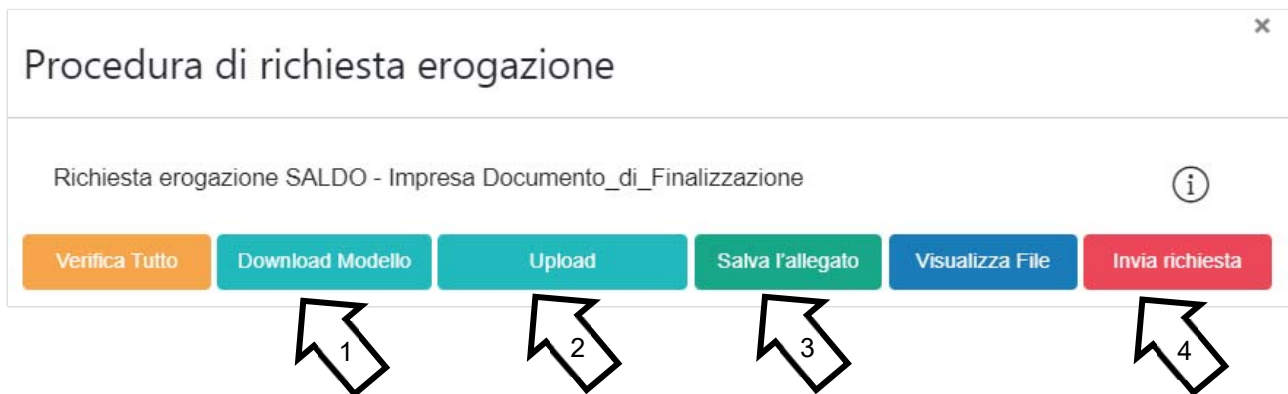 ×
Procedura di richiesta erogazione
Richiesta erogazione SALDO - Impresa Documento_di_Finalizzazione
i
Verifica Tutto Download Modello Upload Salva l'allegato Visualizza File Invia richiesta
1 2 3 4